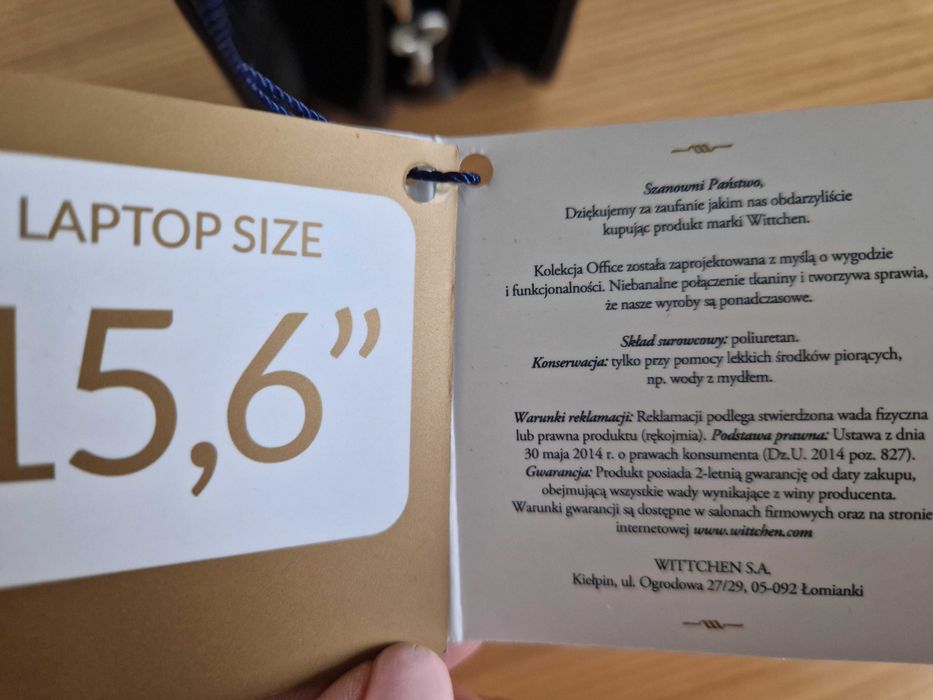 LAPTOP SIZE
15,6”
Szanowni Państwo,
Dziękujemy za zaufanie jakim nas obdarzyliście
kupując produkt marki Wittchen.
Kolekcja Office została zaprojektowana z myślą o wygodzie
i funkcjonalności. Niebanalne połączenie tkaniny i tworzywa sprawia,
że nasze wyroby są ponadczasowe.
Skład surowcowy: poliuretan.
Konserwacja: tylko przy pomocy lekkich środków piorących,
np. wody z mydłem.
Warunki reklamacji: Reklamacji podlega stwierdzona wada fizyczna
lub prawna produktu (rękojmia). Podstawa prawna: Ustawa z dnia
30 maja 2014 r. o prawach konsumenta (Dz.U. 2014 poz. 827).
Gwarancja: Produkt posiada 2-letnią gwarancję od daty zakupu,
obejmującą wszystkie wady wynikające z winy producenta.
Warunki gwarancji są dostępne w salonach firmowych oraz na stronie
internetowej www.wittchen.com
WITTCHEN S.A.
Kiełpin, ul. Ogrodowa 27/29, 05-092 Łomianki